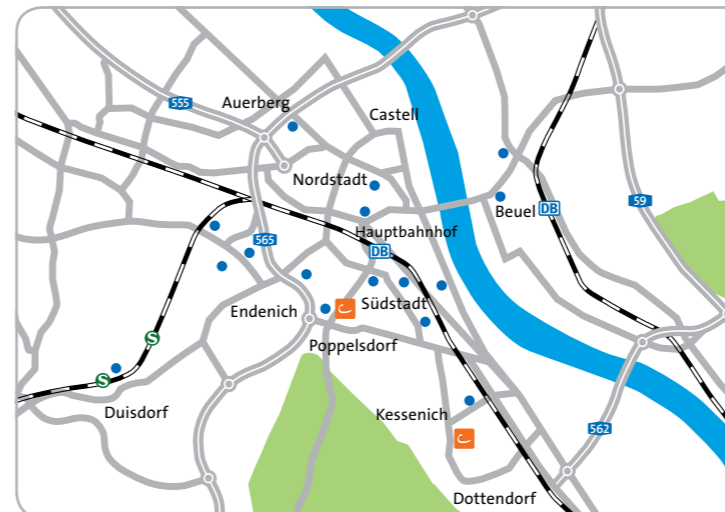 555
Auerberg
Castell
Nordstadt
59
Beuel
DB
Hauptbahnhof
565
DB
Endenich
Südstadt
S
Poppelsdorf
S
Duisdorf
Kessenich
562
Dottendorf